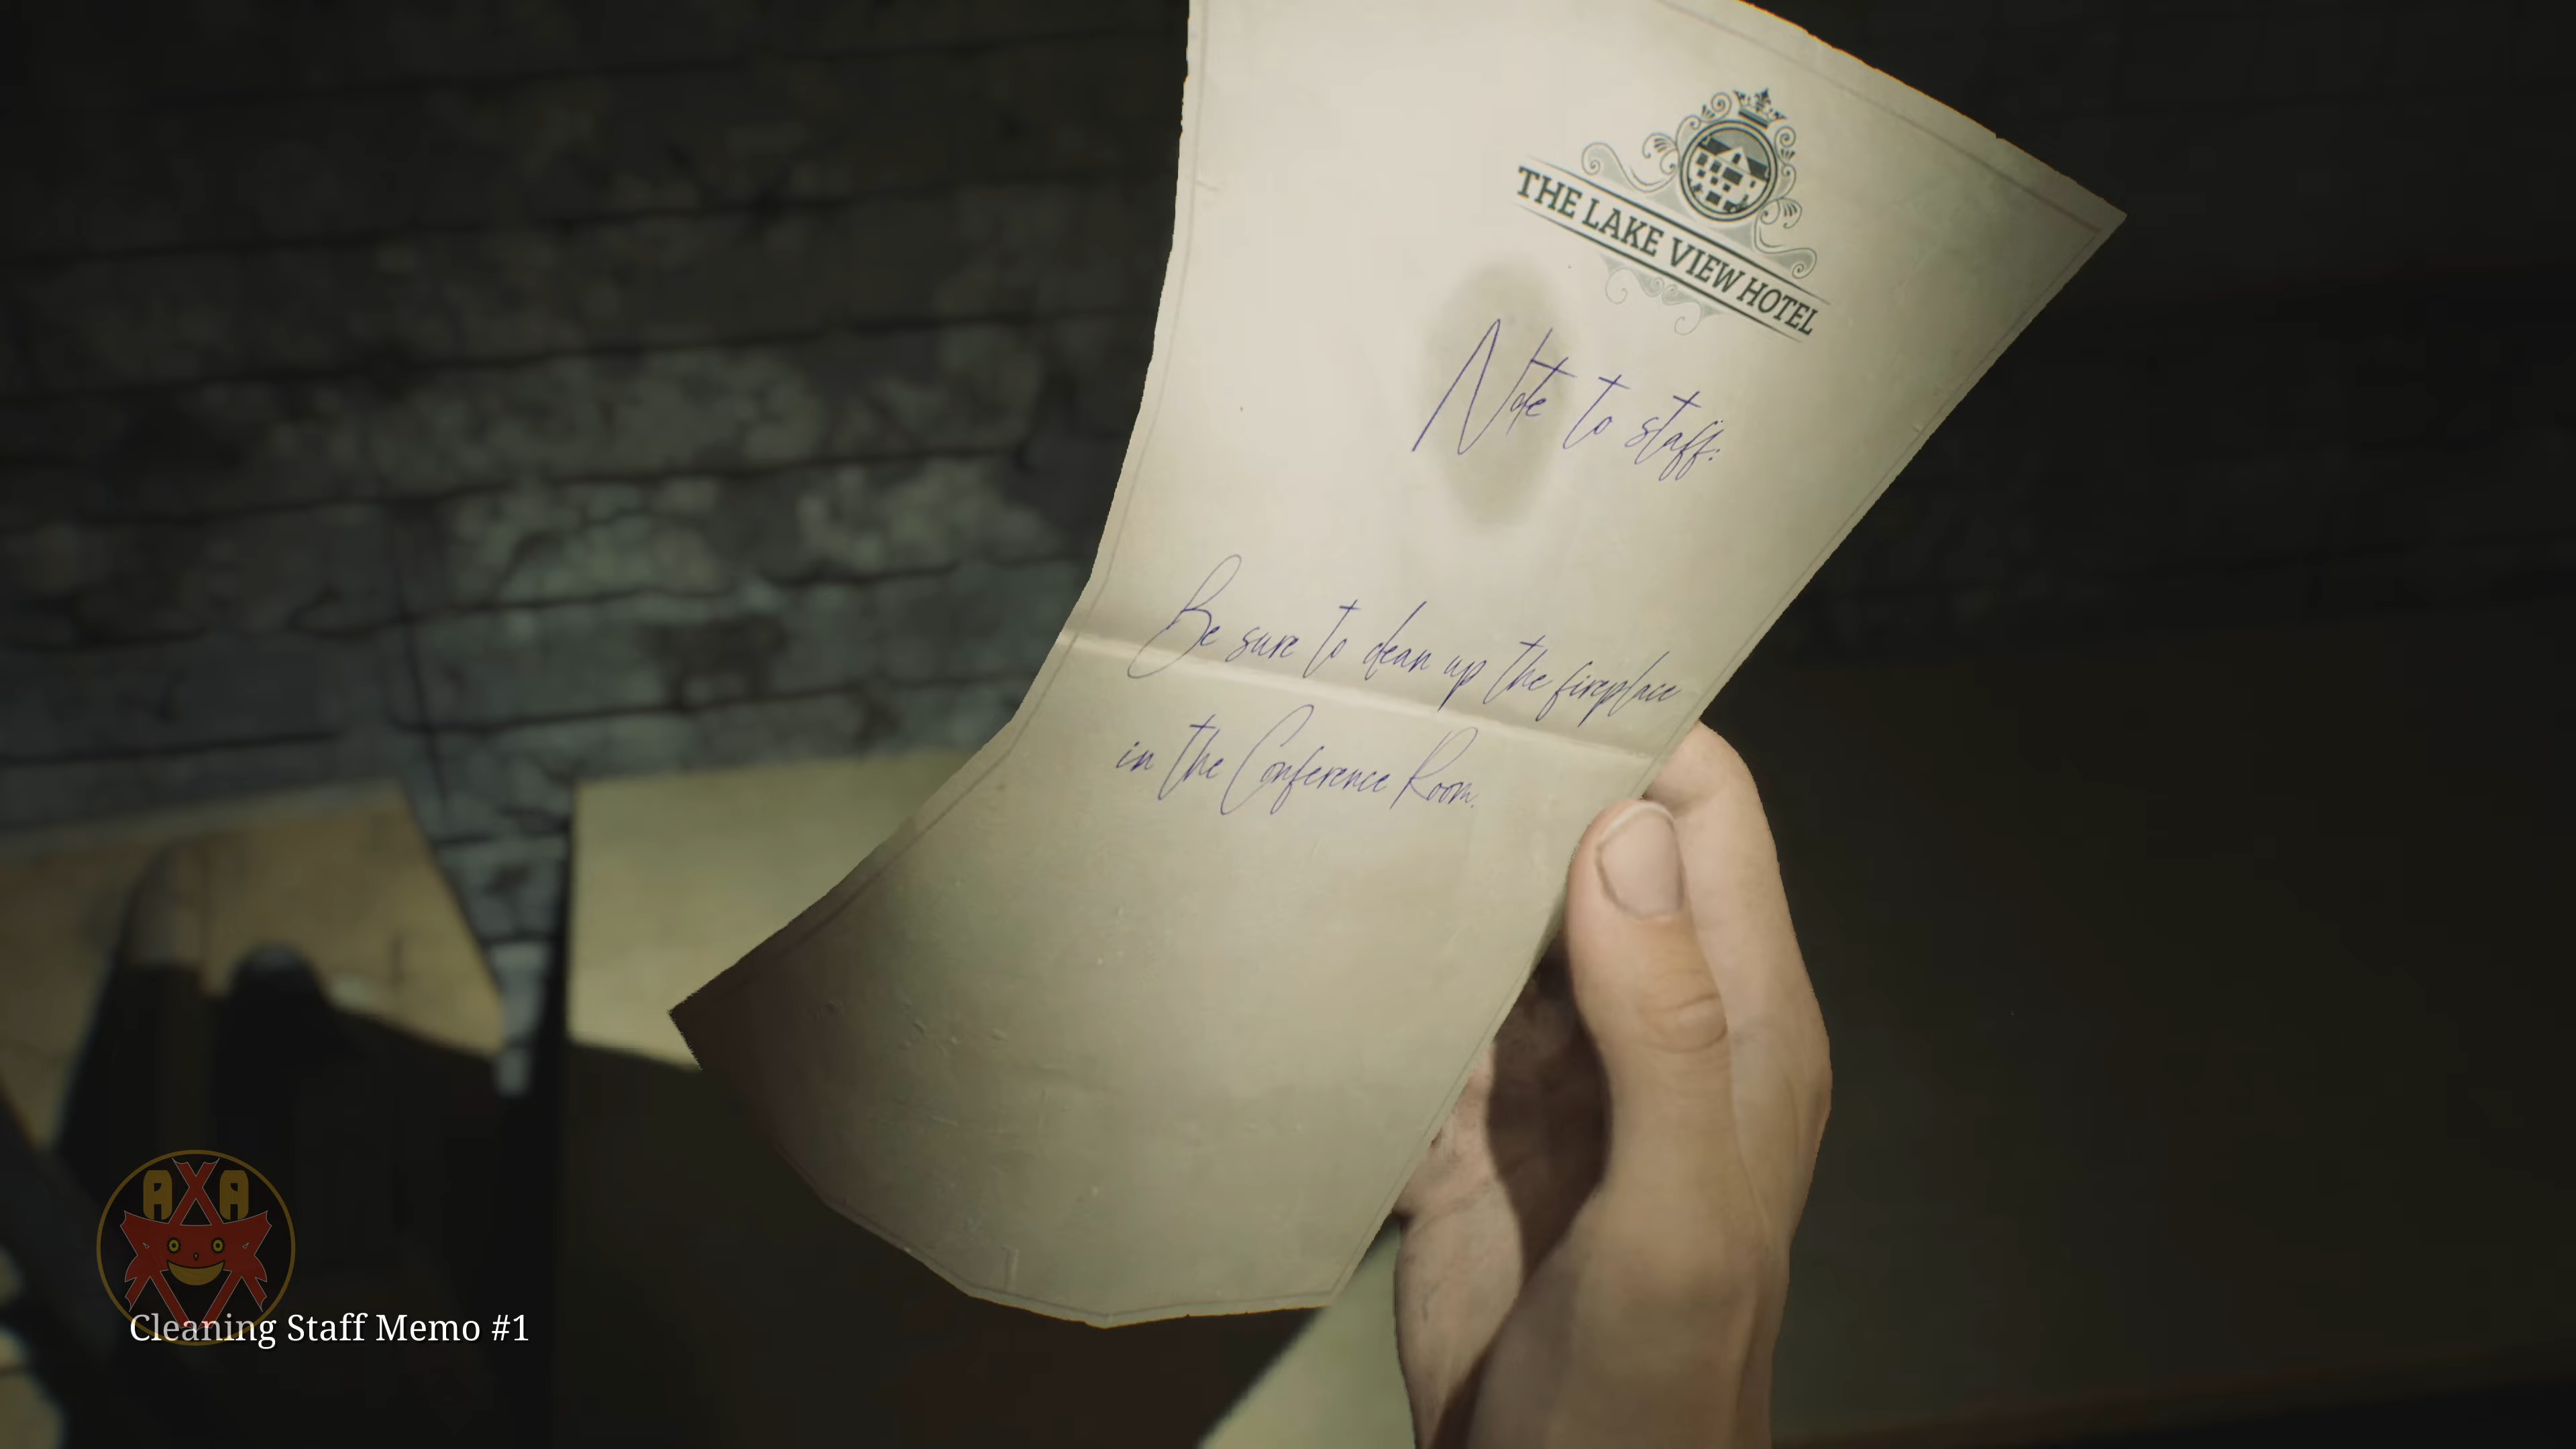 THE LAKE VIEW HOTEL
Note to staff:
Be sure to clean up the fireplace
in the Conference Room.
AXA
Cleaning Staff Memo #1